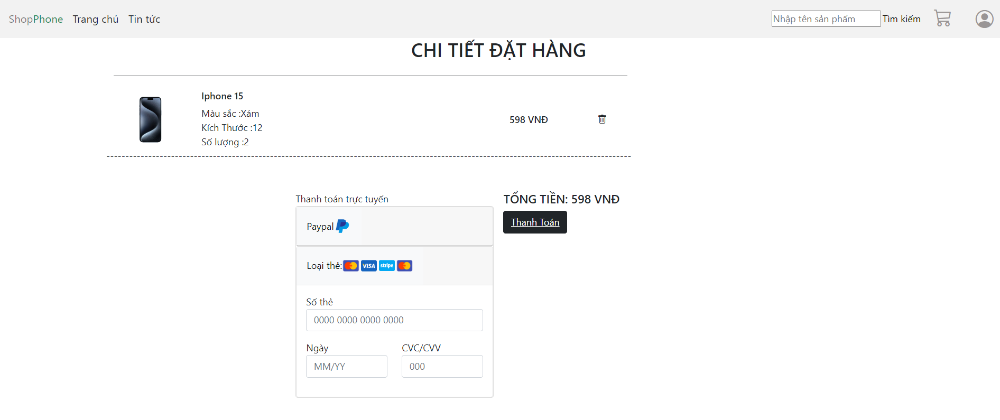 ShopPhone Trang chủ Tin tức Nhập tên sản phẩm Tìm kiếm
CHI TIẾT ĐẶT HÀNG
Iphone 15
Màu sắc :Xám
Kích Thước :12
Số lượng :2
598 VNĐ
Thanh toán trực tuyến
Paypal
Loại thẻ: VISA stripe
Số thẻ
0000 0000 0000 0000
Ngày CVC/CVV
MM/YY 000
TỔNG TIỀN: 598 VNĐ
Thanh Toán